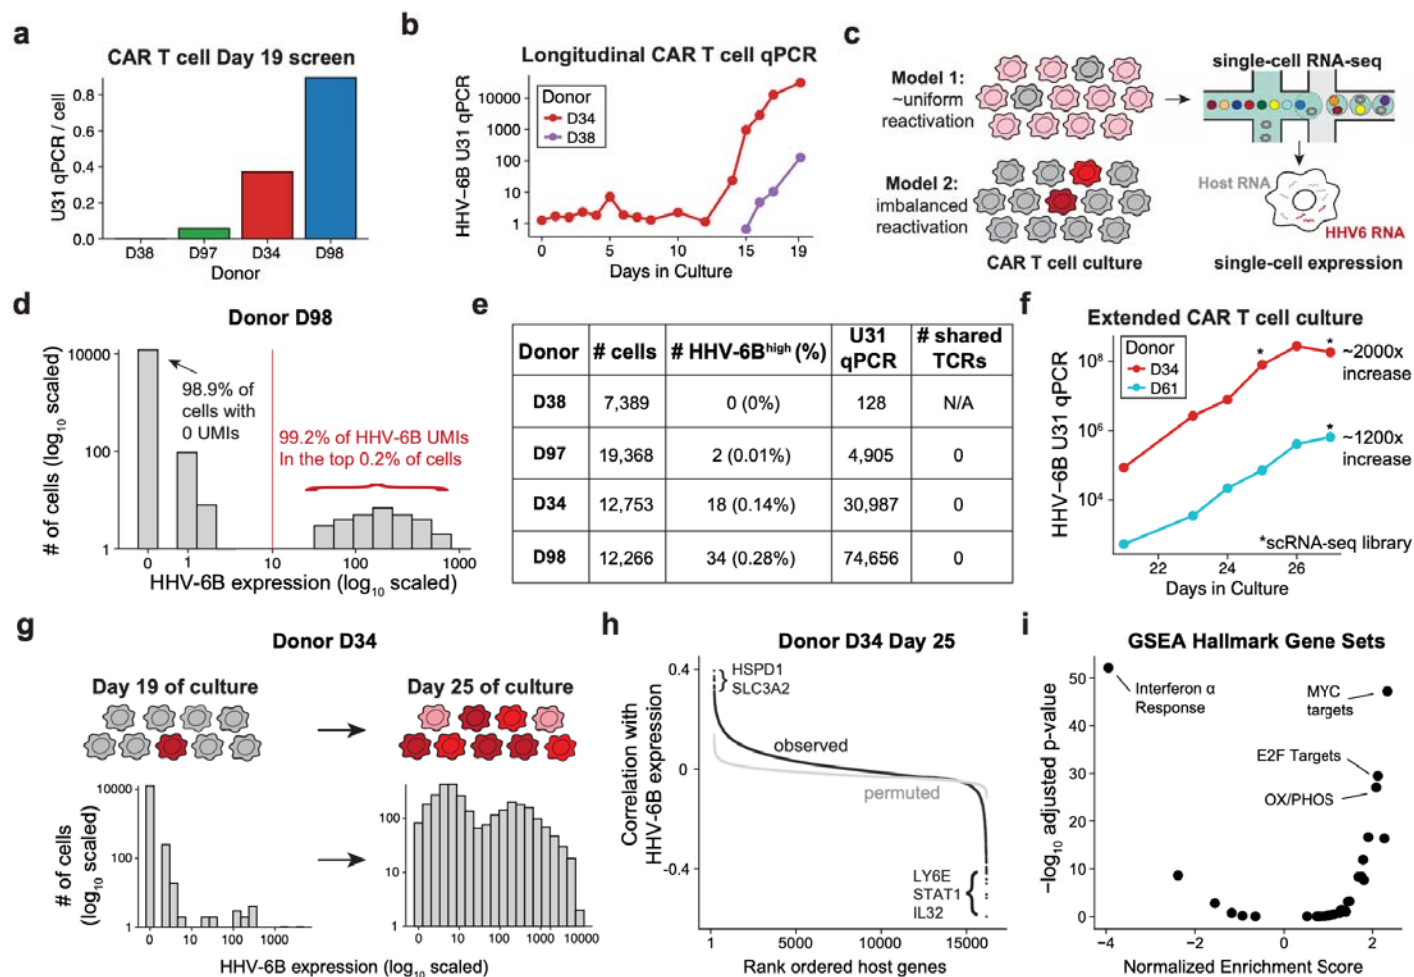 a
CAR T cell Day 19 screen
U31 qPCR / cell
0.8
0.6
0.4
0.2
0.0
D38 D97 D34 D98
Donor
b
Longitudinal CAR T cell qPCR
HHV−6B U31 qPCR
10000
1000
100
10
1
Donor
D34
D38
0 5 10 15 19
Days in Culture
c
Model 1:
~uniform
reactivation
Model 2:
imbalanced
reactivation
CAR T cell culture
single-cell RNA-seq
Host RNA
HHV6 RNA
single-cell expression
d
Donor D98
# of cells (log10 scaled)
10000
100
1
98.9% of
cells with
0 UMIs
99.2% of HHV-6B UMIs
In the top 0.2% of cells
0 1 10 100 1000
HHV-6B expression (log10 scaled)
e
Donor # cells # HHV-6Bhigh (%) U31 qPCR # shared TCRs
D38 7,389 0 (0%) 128 N/A
D97 19,368 2 (0.01%) 4,905 0
D34 12,753 18 (0.14%) 30,987 0
D98 12,266 34 (0.28%) 74,656 0
f
Extended CAR T cell culture
HHV−6B U31 qPCR
10^8
10^6
10^4
Donor
D34
D61
* * *
~2000x
increase
~1200x
increase
*scRNA-seq library
22 24 26
Days in Culture
g
Donor D34
Day 19 of culture
Day 25 of culture
# of cells
(log10 scaled)
10000
100
1
0 10 100 1000
100
10
1
0 10 100 1000 10000
HHV-6B expression (log10 scaled)
h
Donor D34 Day 25
Correlation with
HHV-6B expression
0.4
0
-0.4
HSPD1
SLC3A2
observed
permuted
LY6E
STAT1
IL32
1 5000 10000 15000
Rank ordered host genes
i
GSEA Hallmark Gene Sets
−log10 adjusted p-value
50
40
30
20
10
0
Interferon α
Response
MYC
targets
E2F Targets
OX/PHOS
−4 −2 0 2
Normalized Enrichment Score